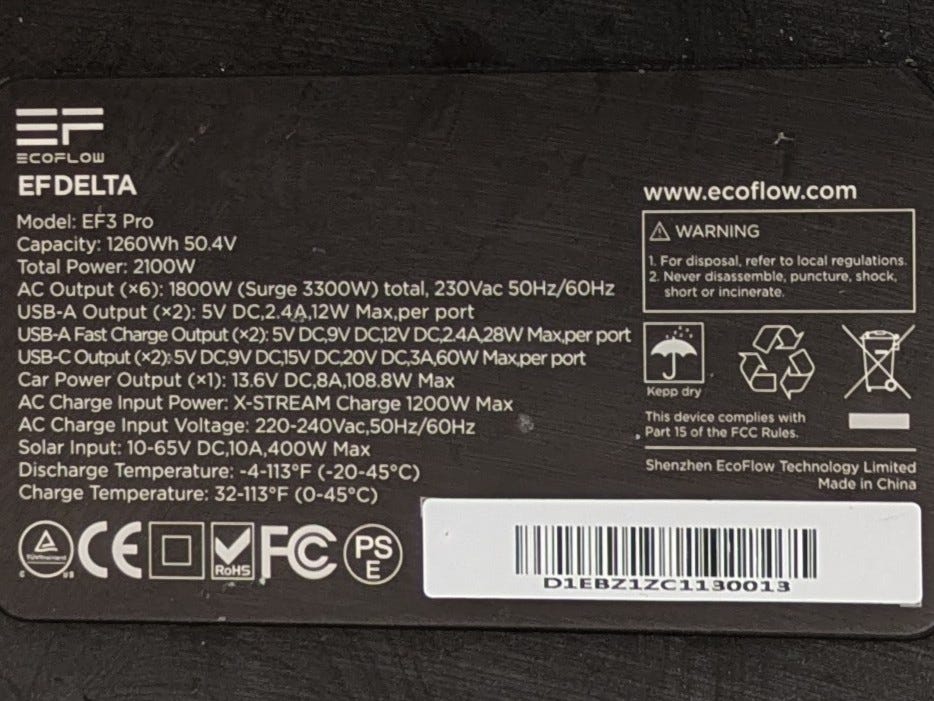 EF
ECOFLOW
EFDELTA
Model: EF3 Pro
Capacity: 1260Wh 50.4V
Total Power: 2100W
AC Output (×6): 1800W (Surge 3300W) total, 230Vac 50Hz/60Hz
USB-A Output (×2): 5V DC,2.4A,12W Max,per port
USB-A Fast Charge Output (×2): 5V DC,9V DC,12V DC,2.4A,28W Max,per port
USB-C Output (×2):5V DC,9V DC,15V DC,20V DC,3A,60W Max,per port
Car Power Output (×1): 13.6V DC,8A,108.8W Max
AC Charge Input Power: X-STREAM Charge 1200W Max
AC Charge Input Voltage: 220-240Vac,50Hz/60Hz
Solar Input: 10-65V DC,10A,400W Max
Discharge Temperature: -4-113°F (-20-45°C)
Charge Temperature: 32-113°F (0-45°C)
TÜVRheinland
C US
CE
RoHS
FC
PS
E
www.ecoflow.com
WARNING
1. For disposal, refer to local regulations.
2. Never disassemble, puncture, shock,
short or incinerate.
Kepp dry
This device complies with
Part 15 of the FCC Rules.
Shenzhen EcoFlow Technology Limited
Made in China
D1EBZ1ZC1130013